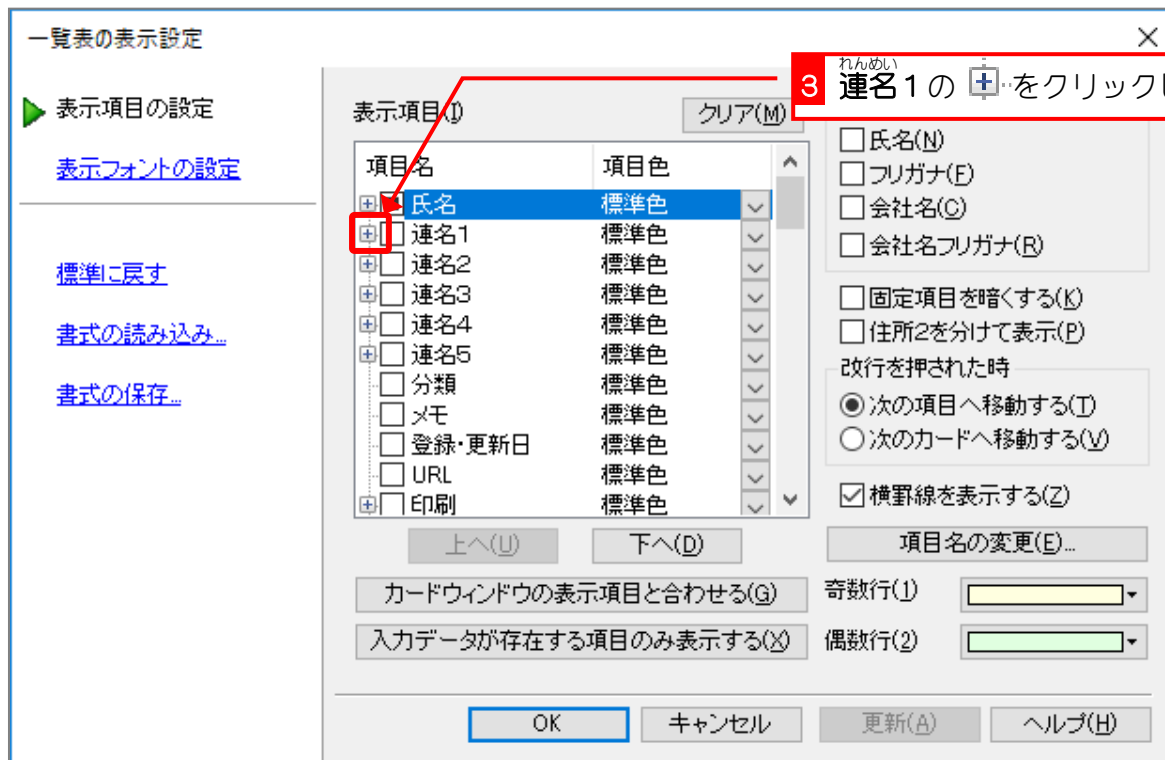 一覧表の表示設定
れんめい
3 連名1の 田 をクリックし
表示項目の設定
表示フォントの設定
標準に戻す
書式の読み込み...
書式の保存...
表示項目(I)
クリア(M)
項目名 項目色
氏名 標準色
連名1 標準色
連名2 標準色
連名3 標準色
連名4 標準色
連名5 標準色
分類 標準色
メモ 標準色
登録・更新日 標準色
URL 標準色
印刷 標準色
上へ(U) 下へ(D)
カードウィンドウの表示項目と合わせる(G)
入力データが存在する項目のみ表示する(X)
氏名(N)
フリガナ(F)
会社名(C)
会社名フリガナ(R)
固定項目を暗くする(K)
住所2を分けて表示(P)
改行を押された時
次の項目へ移動する(T)
次のカードへ移動する(V)
横罫線を表示する(Z)
項目名の変更(E)...
奇数行(1)
偶数行(2)
OK キャンセル 更新(A) ヘルプ(H)